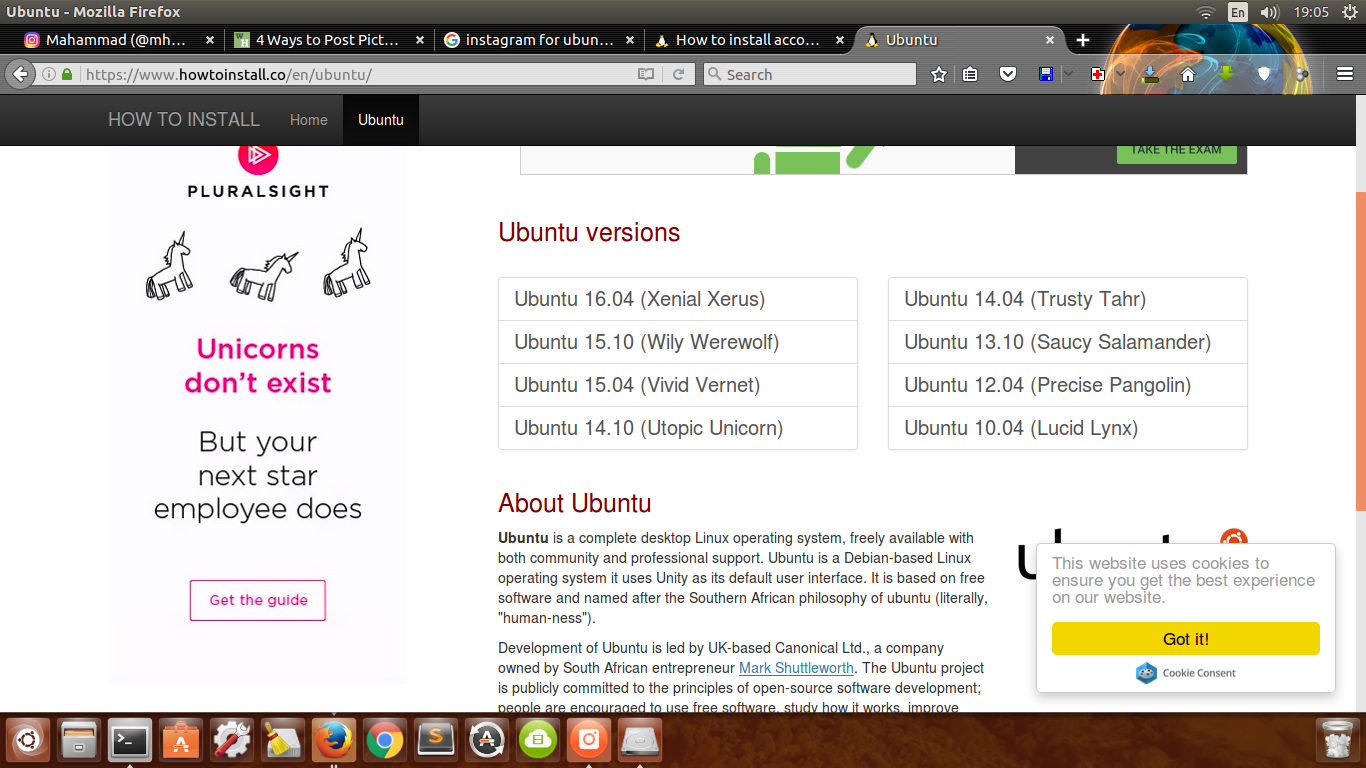 Ubuntu - Mozilla Firefox
En
19:05
Mahammad (@mh...
4 Ways to Post Pict...
instagram for ubun...
How to install acco...
Ubuntu
https://www.howtoinstall.co/en/ubuntu/
Search
HOW TO INSTALL
Home
Ubuntu
TAKE THE EXAM
PLURALSIGHT
Unicorns
don't exist
But your
next star
employee does
Get the guide
Ubuntu versions
Ubuntu 16.04 (Xenial Xerus)
Ubuntu 15.10 (Wily Werewolf)
Ubuntu 15.04 (Vivid Vernet)
Ubuntu 14.10 (Utopic Unicorn)
Ubuntu 14.04 (Trusty Tahr)
Ubuntu 13.10 (Saucy Salamander)
Ubuntu 12.04 (Precise Pangolin)
Ubuntu 10.04 (Lucid Lynx)
About Ubuntu
Ubuntu is a complete desktop Linux operating system, freely available with
both community and professional support. Ubuntu is a Debian-based Linux
operating system it uses Unity as its default user interface. It is based on free
software and named after the Southern African philosophy of ubuntu (literally,
"human-ness").
Development of Ubuntu is led by UK-based Canonical Ltd., a company
owned by South African entrepreneur Mark Shuttleworth. The Ubuntu project
is publicly committed to the principles of open-source software development;
people are encouraged to use free software, study how it works, improve
This website uses cookies to
ensure you get the best experience
on our website.
Got it!
Cookie Consent